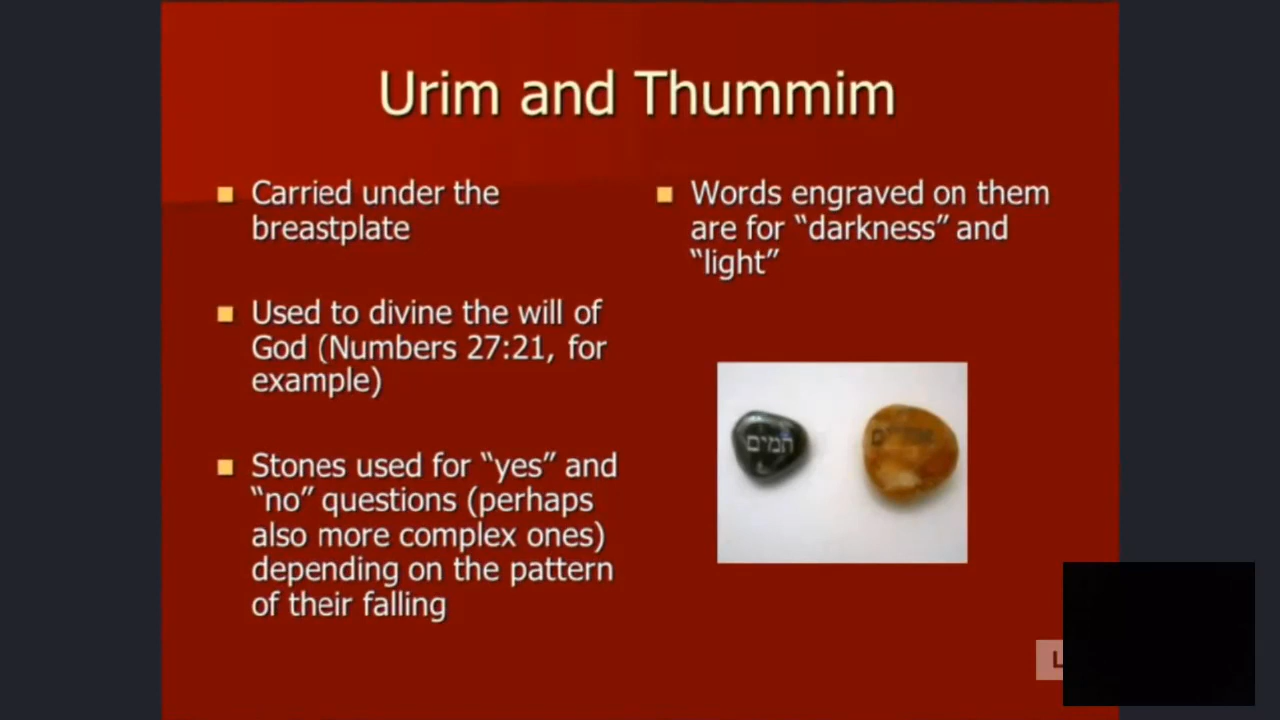 Urim and Thummim
Carried under the
breastplate
Used to divine the will of
God (Numbers 27:21, for
example)
Stones used for “yes” and
“no” questions (perhaps
also more complex ones)
depending on the pattern
of their falling
Words engraved on them
are for “darkness” and
“light”
תמים
L